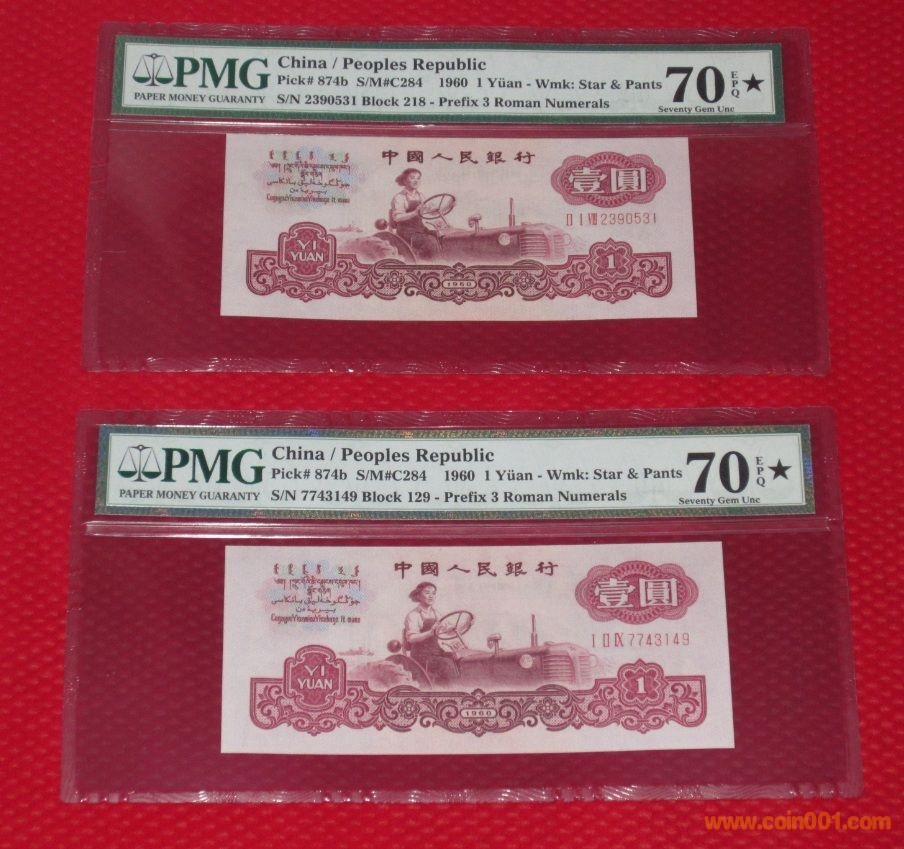 PMG
PAPER MONEY GUARANTY
China / Peoples Republic
Pick# 874b S/M#C284 1960 1 Yüan - Wmk: Star & Pants
S/N 2390531 Block 218 - Prefix 3 Roman Numerals
70 EPQ ★
Seventy Gem Unc
中國人民銀行
壹圓
II I VIII 2390531
YI
YUAN
1960
1
PMG
PAPER MONEY GUARANTY
China / Peoples Republic
Pick# 874b S/M#C284 1960 1 Yüan - Wmk: Star & Pants
S/N 7743149 Block 129 - Prefix 3 Roman Numerals
70 EPQ ★
Seventy Gem Unc
中國人民銀行
壹圓
I II IX 7743149
YI
YUAN
1960
1
www.coin001.com